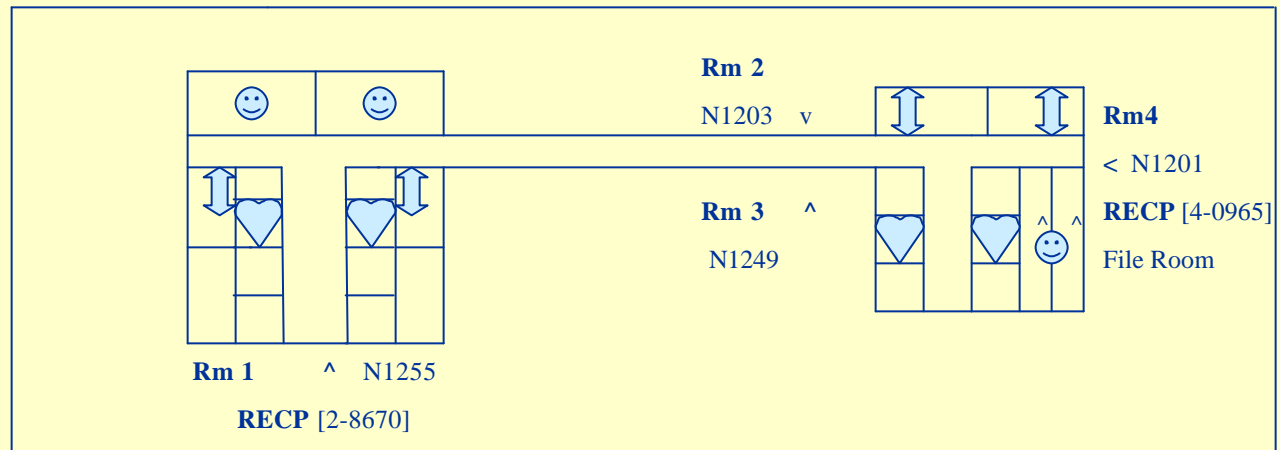 Rm 2
N1203 v
Rm4
< N1201
Rm 3 ^
RECP [4-0965]
^ ^
N1249
File Room
Rm 1 ^ N1255
RECP [2-8670]